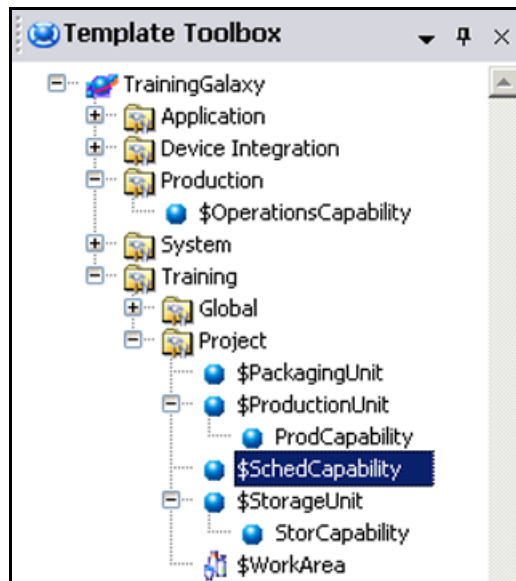 Template Toolbox
TrainingGalaxy
Application
Device Integration
Production
$OperationsCapability
System
Training
Global
Project
$PackagingUnit
$ProductionUnit
ProdCapability
$SchedCapability
$StorageUnit
StorCapability
$WorkArea